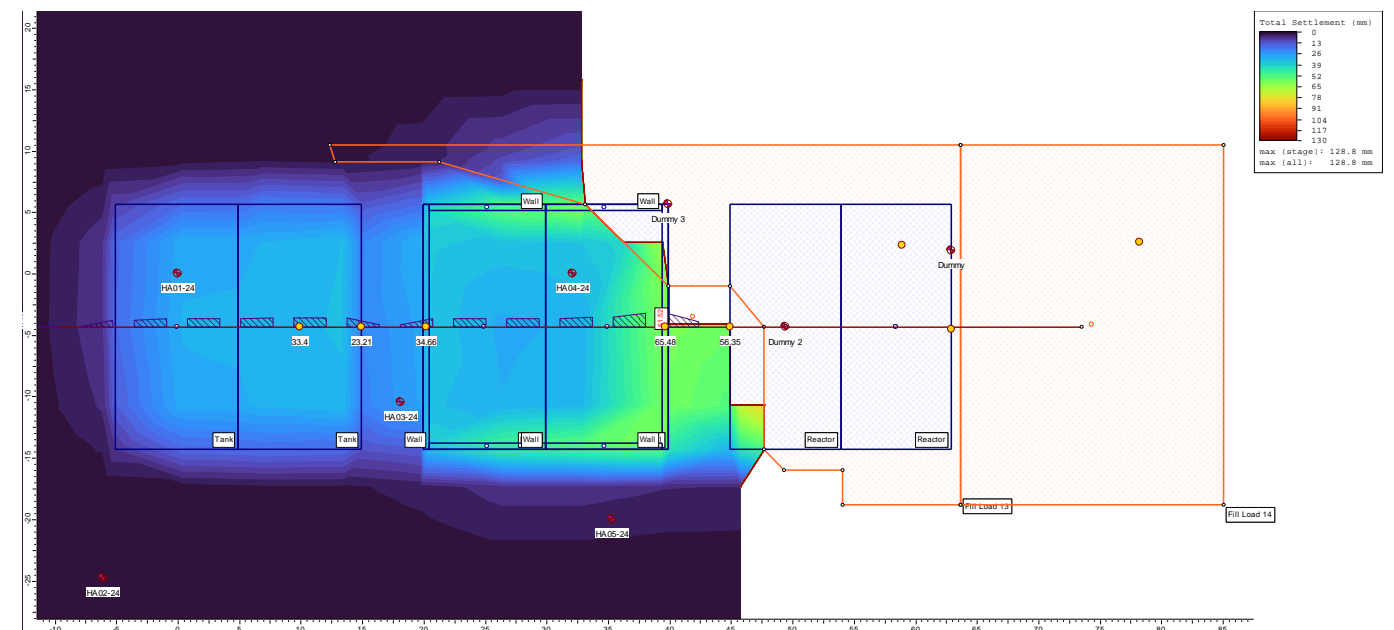 Total Settlement (mm)
0
13
26
39
52
65
78
91
104
117
130
max (stage): 128.8 mm
max (all): 128.8 mm
20
15
10
5
0
-5
-10
-15
-20
-25
Wall
Wall
Dummy 3
HA01-24
HA04-24
Dummy
33.4
23.21
34.66
65.48
56.35
Dummy 2
HA03-24
Tank
Tank
Wall
Wall
Wall
Reactor
Reactor
Fill Load 13
Fill Load 14
HA05-24
HA02-24
-10
-5
0
5
10
15
20
25
30
35
40
45
50
55
60
65
70
75
80
85